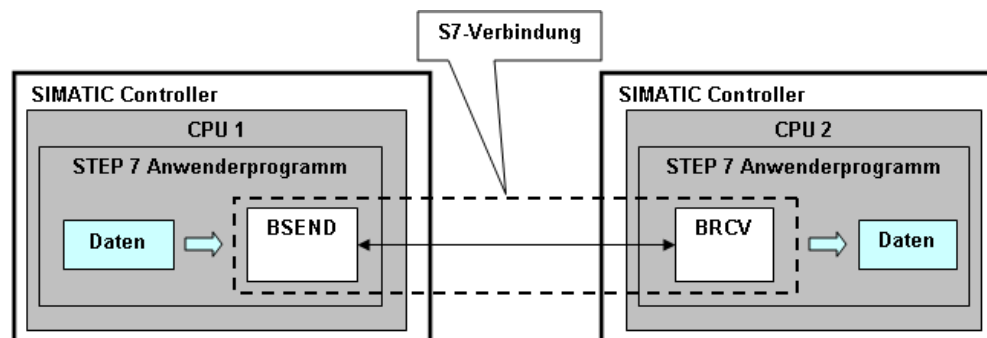 S7-Verbindung
SIMATIC Controller
CPU 1
STEP 7 Anwenderprogramm
Daten
BSEND
SIMATIC Controller
CPU 2
STEP 7 Anwenderprogramm
BRCV
Daten